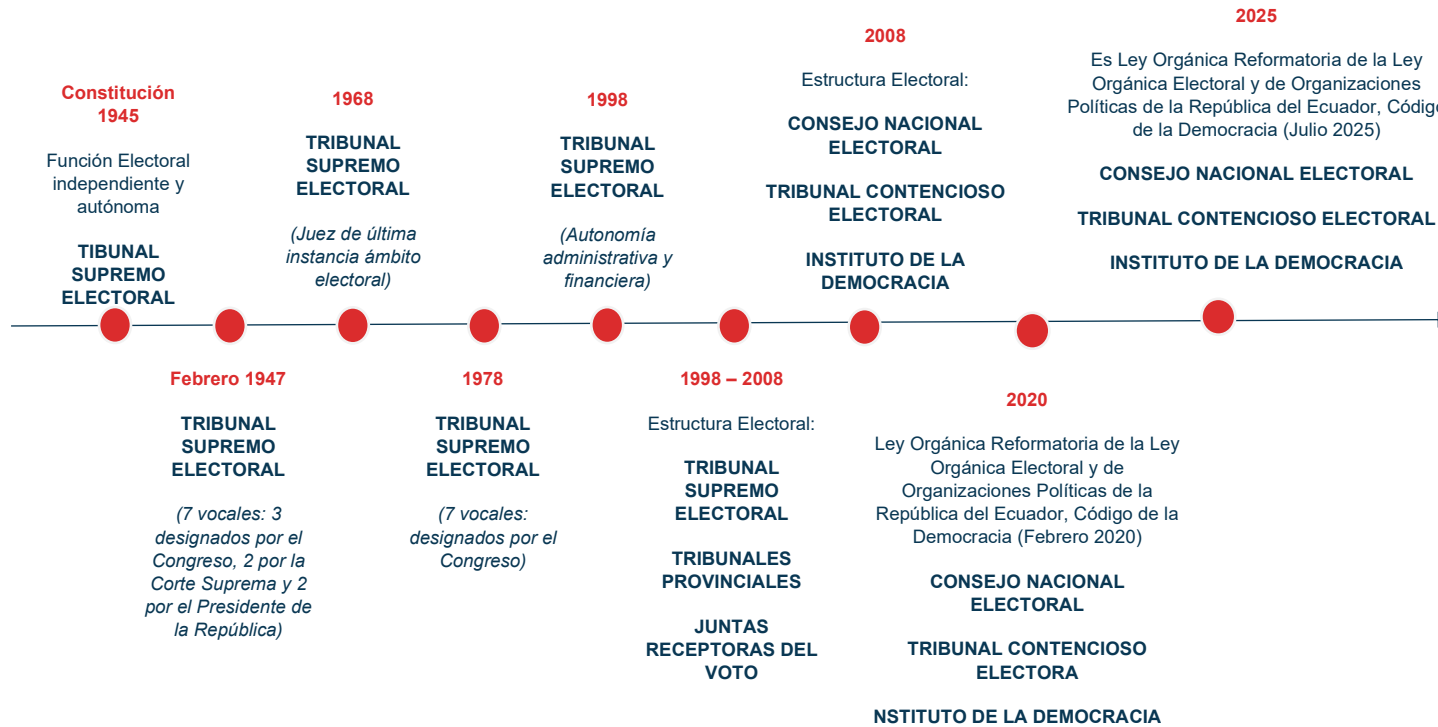 Constitución
1945
Función Electoral
independiente y
autónoma
TIBUNAL
SUPREMO
ELECTORAL
Febrero 1947
TRIBUNAL
SUPREMO
ELECTORAL
(7 vocales: 3
designados por el
Congreso, 2 por la
Corte Suprema y 2
por el Presidente de
la República)
1968
TRIBUNAL
SUPREMO
ELECTORAL
(Juez de última
instancia ámbito
electoral)
1978
TRIBUNAL
SUPREMO
ELECTORAL
(7 vocales:
designados por el
Congreso)
1998
TRIBUNAL
SUPREMO
ELECTORAL
(Autonomía
administrativa y
financiera)
1998 – 2008
Estructura Electoral:
TRIBUNAL
SUPREMO
ELECTORAL
TRIBUNALES
PROVINCIALES
JUNTAS
RECEPTORAS DEL
VOTO
2008
Estructura Electoral:
CONSEJO NACIONAL
ELECTORAL
TRIBUNAL CONTENCIOSO
ELECTORAL
INSTITUTO DE LA
DEMOCRACIA
2020
Ley Orgánica Reformatoria de la Ley
Orgánica Electoral y de
Organizaciones Políticas de la
República del Ecuador, Código de la
Democracia (Febrero 2020)
CONSEJO NACIONAL
ELECTORAL
TRIBUNAL CONTENCIOSO
ELECTORA
NSTITUTO DE LA DEMOCRACIA
2025
Es Ley Orgánica Reformatoria de la Ley
Orgánica Electoral y de Organizaciones
Políticas de la República del Ecuador, Código
de la Democracia (Julio 2025)
CONSEJO NACIONAL ELECTORAL
TRIBUNAL CONTENCIOSO ELECTORAL
INSTITUTO DE LA DEMOCRACIA